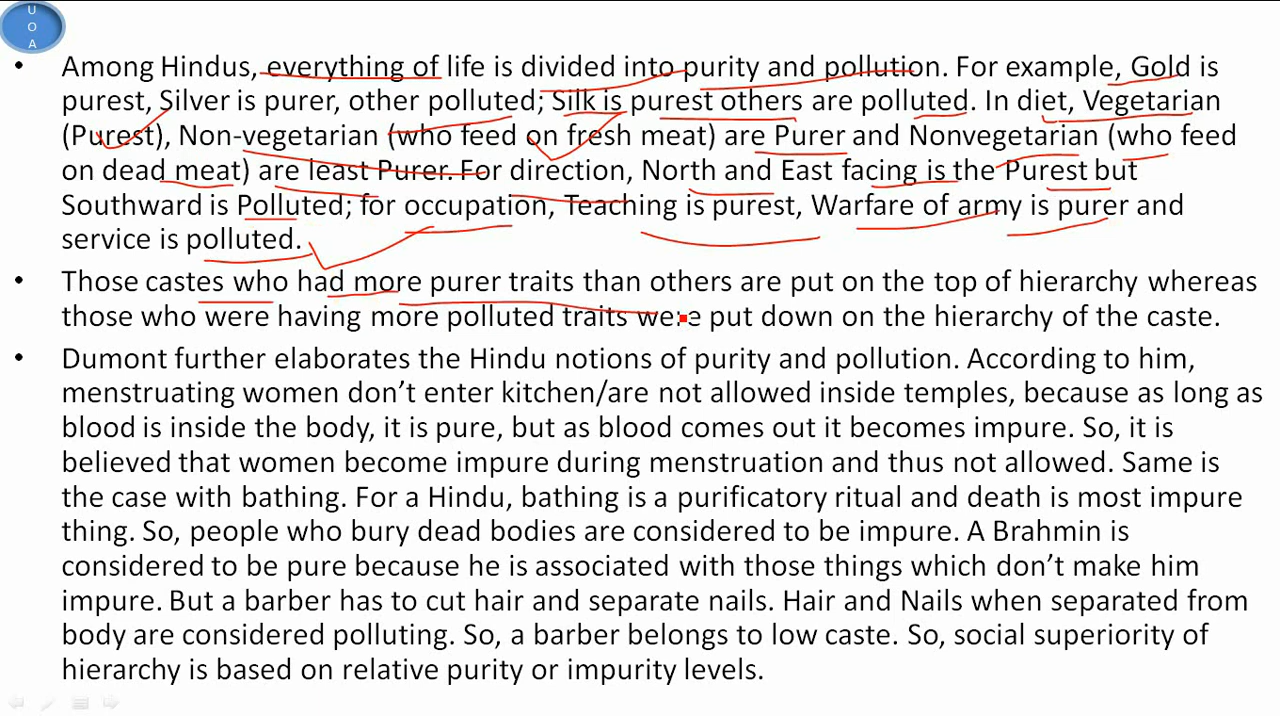 U
O
A
• Among Hindus, everything of life is divided into purity and pollution. For example, Gold is
purest, Silver is purer, other polluted; Silk is purest others are polluted. In diet, Vegetarian
(Purest), Non-vegetarian (who feed on fresh meat) are Purer and Nonvegetarian (who feed
on dead meat) are least Purer. For direction, North and East facing is the Purest but
Southward is Polluted; for occupation, Teaching is purest, Warfare of army is purer and
service is polluted.
• Those castes who had more purer traits than others are put on the top of hierarchy whereas
those who were having more polluted traits were put down on the hierarchy of the caste.
• Dumont further elaborates the Hindu notions of purity and pollution. According to him,
menstruating women don’t enter kitchen/are not allowed inside temples, because as long as
blood is inside the body, it is pure, but as blood comes out it becomes impure. So, it is
believed that women become impure during menstruation and thus not allowed. Same is
the case with bathing. For a Hindu, bathing is a purificatory ritual and death is most impure
thing. So, people who bury dead bodies are considered to be impure. A Brahmin is
considered to be pure because he is associated with those things which don’t make him
impure. But a barber has to cut hair and separate nails. Hair and Nails when separated from
body are considered polluting. So, a barber belongs to low caste. So, social superiority of
hierarchy is based on relative purity or impurity levels.